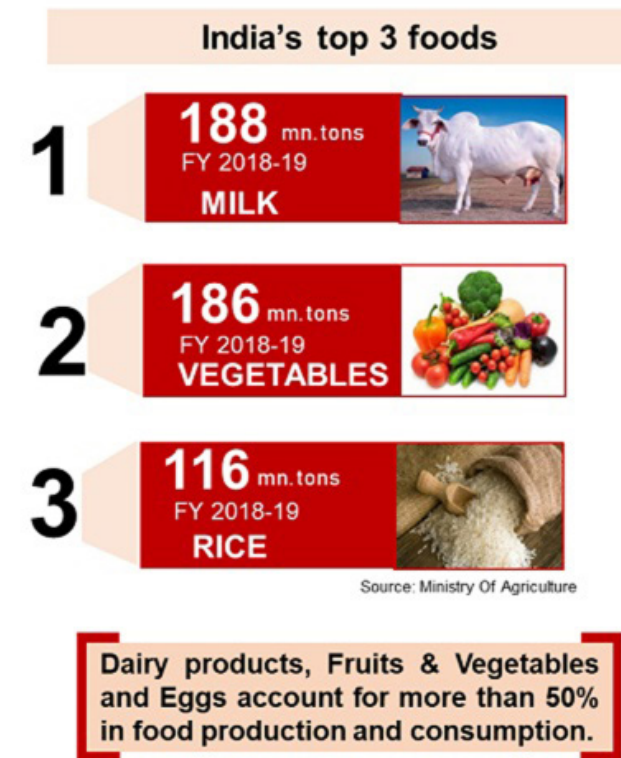 India's top 3 foods
1
188 mn.tons
FY 2018-19
MILK
2
186 mn.tons
FY 2018-19
VEGETABLES
3
116 mn.tons
FY 2018-19
RICE
Source: Ministry Of Agriculture
Dairy products, Fruits & Vegetables
and Eggs account for more than 50%
in food production and consumption.